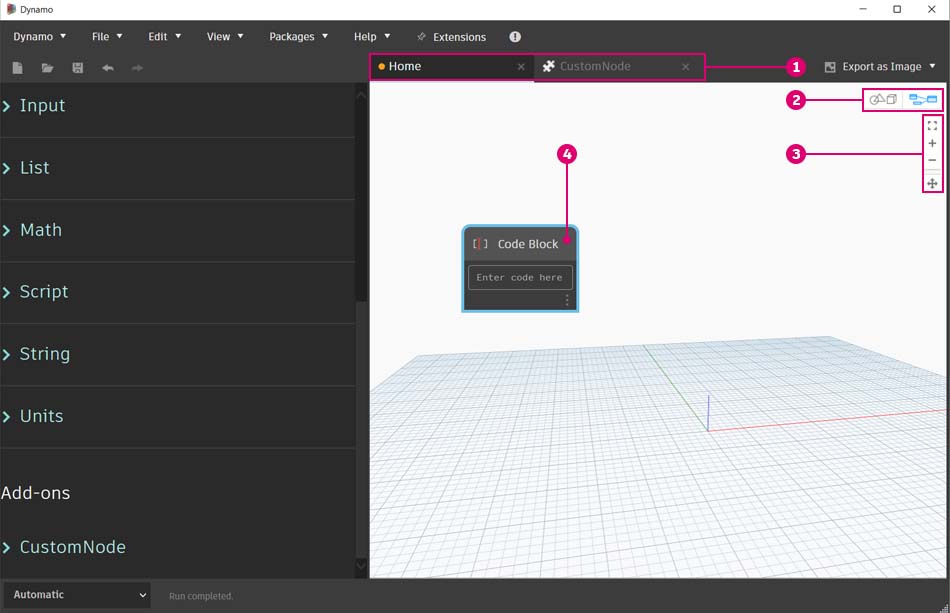 Dynamo
Dynamo File Edit View Packages Help Extensions
Home CustomNode 1 Export as Image
2
3
4
Input
List
Math
Script
String
Units
Add-ons
CustomNode
[ ] Code Block
Enter code here
Automatic Run completed.